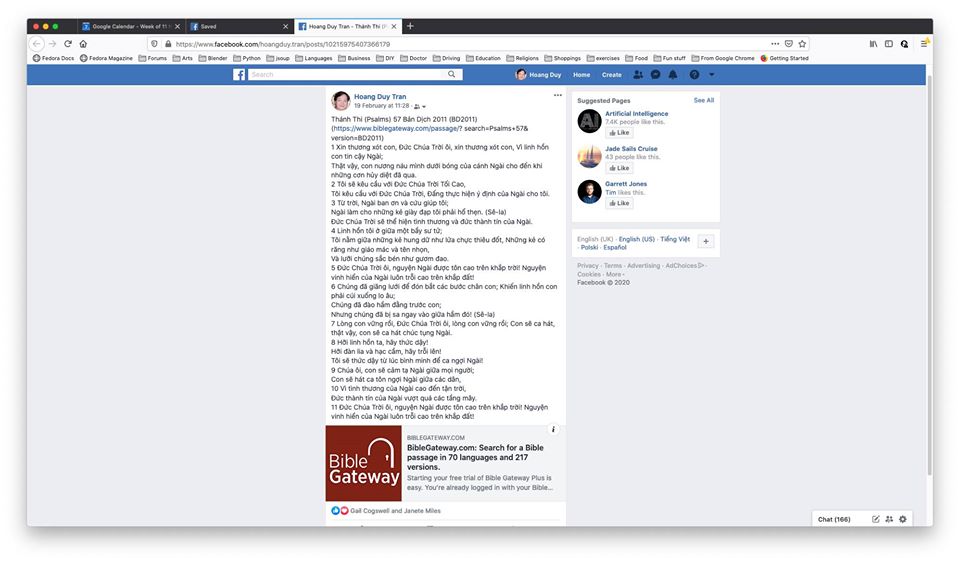 Google Calendar - Week of 11
Saved
Hoang Duy Tran - Thánh Thi (P
https://www.facebook.com/hoangduy.tran/posts/10215975407366179
Fedora Docs
Fedora Magazine
Forums
Arts
Blender
Python
jsoup
Languages
Business
DIY
Doctor
Driving
Education
Religions
Shoppings
exercises
Food
Fun stuff
From Google Chrome
Getting Started
Search
Hoang Duy
Home
Create
Hoang Duy Tran
19 February at 11:28 ·
Thánh Thi (Psalms) 57 Bản Dịch 2011 (BD2011)
(https://www.biblegateway.com/passage/? search=Psalms+57&
version=BD2011)
1 Xin thương xót con, Đức Chúa Trời ôi, xin thương xót con, Vì linh hồn
con tin cậy Ngài;
Thật vậy, con nương náu mình dưới bóng của cánh Ngài cho đến khi
những cơn hủy diệt đã qua.
2 Tôi sẽ kêu cầu với Đức Chúa Trời Tối Cao,
Tôi kêu cầu với Đức Chúa Trời, Đấng thực hiện ý định của Ngài cho tôi.
3 Từ trời, Ngài ban ơn và cứu giúp tôi;
Ngài làm cho những kẻ giày đạp tôi phải hổ thẹn. (Sê-la)
Đức Chúa Trời sẽ thể hiện tình thương và đức thành tín của Ngài.
4 Linh hồn tôi ở giữa một bầy sư tử;
Tôi nằm giữa những kẻ hung dữ như lửa chực thiêu đốt, Những kẻ có
răng như giáo mác và tên nhọn,
Và lưỡi chúng sắc bén như gươm đao.
5 Đức Chúa Trời ôi, nguyện Ngài được tôn cao trên khắp trời! Nguyện
vinh hiển của Ngài luôn trỗi cao trên khắp đất!
6 Chúng đã giăng lưới để đón bắt các bước chân con; Khiến linh hồn con
phải cúi xuống lo âu;
Chúng đã đào hầm đằng trước con;
Nhưng chúng đã bị sa ngay vào giữa hầm đó! (Sê-la)
7 Lòng con vững rồi, Đức Chúa Trời ôi, lòng con vững rồi; Con sẽ ca hát,
thật vậy, con sẽ ca hát chúc tụng Ngài.
8 Hỡi linh hồn ta, hãy thức dậy!
Hỡi đàn lia và hạc cầm, hãy trỗi lên!
Tôi sẽ thức dậy từ lúc bình minh để ca ngợi Ngài!
9 Chúa ôi, con sẽ cảm tạ Ngài giữa mọi người;
Con sẽ hát ca tôn ngợi Ngài giữa các dân,
10 Vì tình thương của Ngài cao đến tận trời,
Đức thành tín của Ngài vượt quá các tầng mây.
11 Đức Chúa Trời ôi, nguyện Ngài được tôn cao trên khắp trời! Nguyện
vinh hiển của Ngài luôn trỗi cao trên khắp đất!
Bible
Gateway
BIBLEGATEWAY.COM
BibleGateway.com: Search for a Bible
passage in 70 languages and 217
versions.
Starting your free trial of Bible Gateway Plus is
easy. You're already logged in with your Bible...
Gail Cogswell and Janete Miles
Suggested Pages
See All
AI
Artificial Intelligence
7.4K people like this.
Like
Jade Sails Cruise
43 people like this.
Like
Garrett Jones
Tim likes this.
Like
English (UK) · English (US) · Tiếng Việt
· Polski · Español
Privacy · Terms · Advertising · AdChoices ·
Cookies · More
Facebook © 2020
Chat (166)